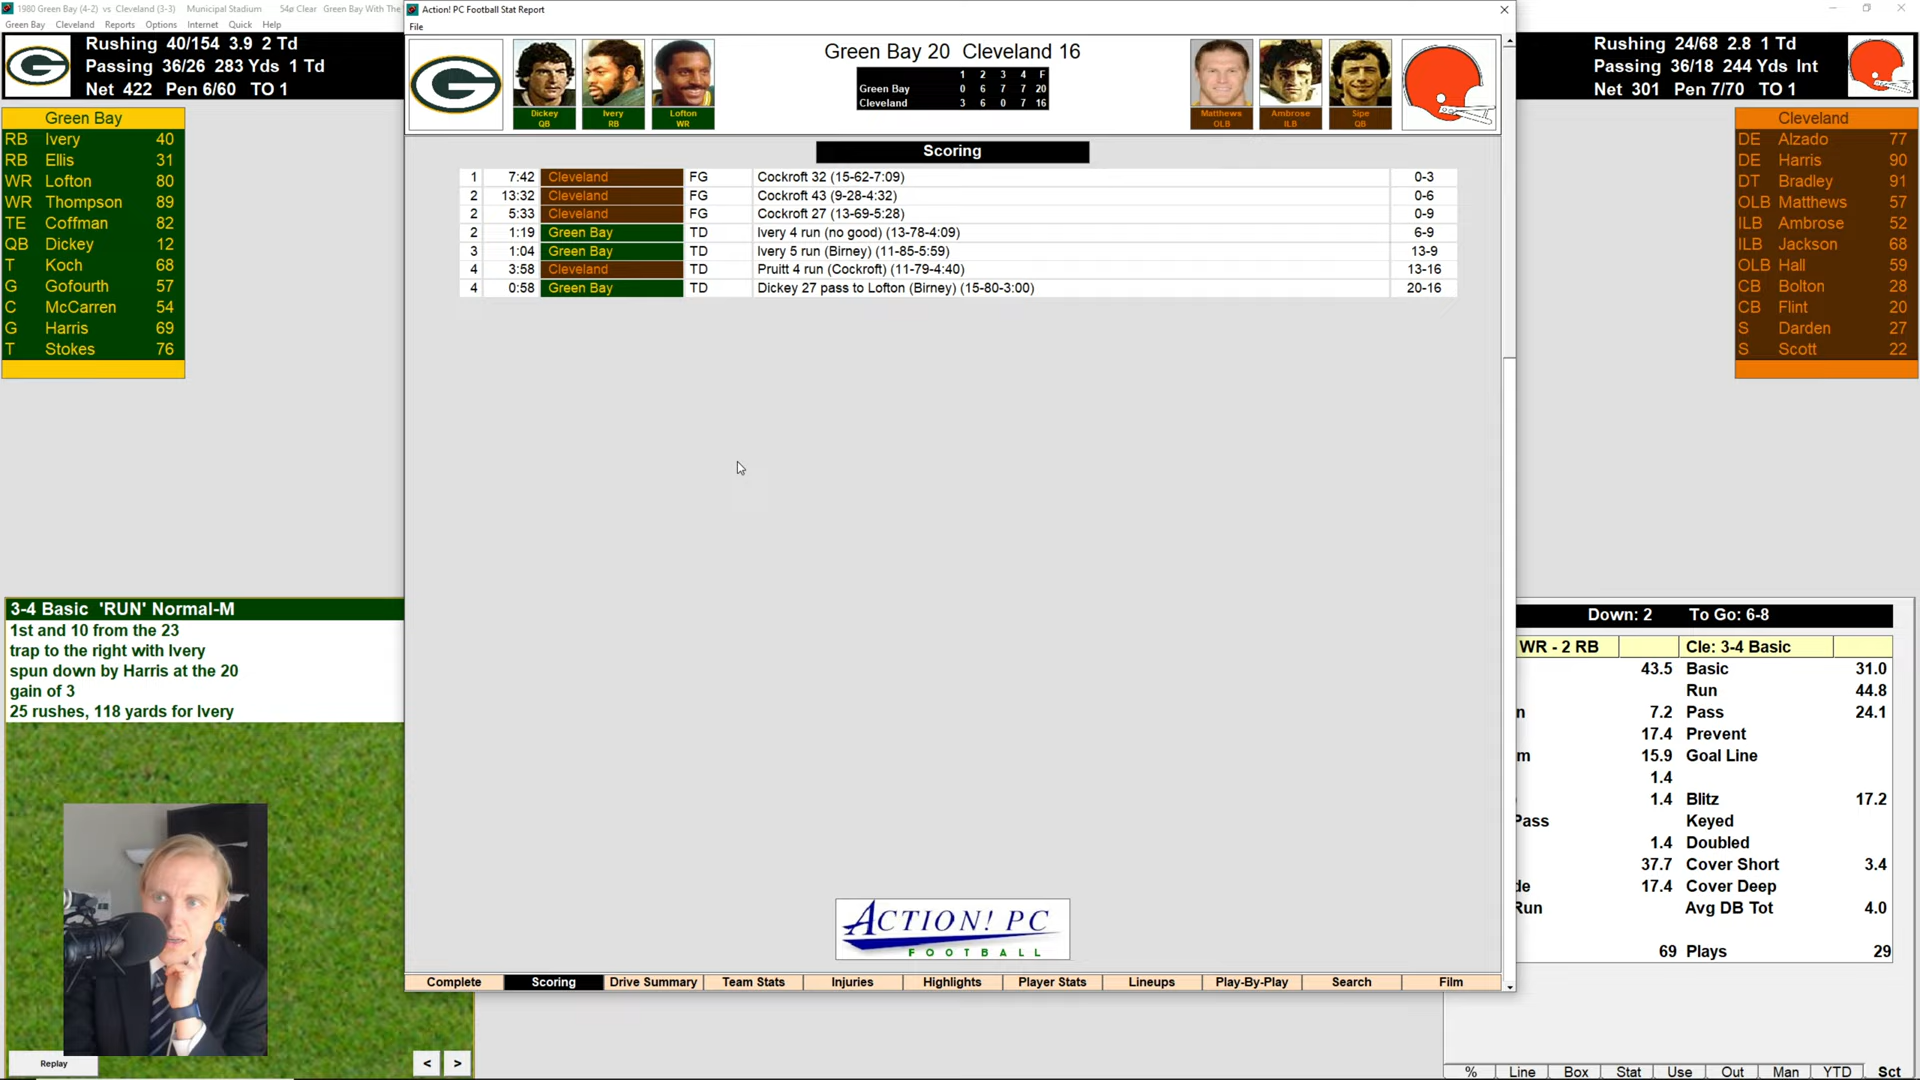 1980 Green Bay (4-2) vs Cleveland (3-3) Municipal Stadium 54ø Clear Green Bay With The
Green Bay Cleveland Reports Options Internet Quick Help
Rushing 40/154 3.9 2 Td
Passing 36/26 283 Yds 1 Td
Net 422 Pen 6/60 TO 1
Green Bay
RB Ivery 40
RB Ellis 31
WR Lofton 80
WR Thompson 89
TE Coffman 82
QB Dickey 12
T Koch 68
G Gofourth 57
C McCarren 54
G Harris 69
T Stokes 76
3-4 Basic 'RUN' Normal-M
1st and 10 from the 23
trap to the right with Ivery
spun down by Harris at the 20
gain of 3
25 rushes, 118 yards for Ivery
Replay
< >
Action! PC Football Stat Report
File
G
Dickey QB
Ivery RB
Lofton WR
Green Bay 20 Cleveland 16
1 2 3 4 F
Green Bay 0 6 7 7 20
Cleveland 3 6 0 7 16
Matthews OLB
Ambrose ILB
Sipe QB
Scoring
1 7:42 Cleveland FG Cockroft 32 (15-62-7:09) 0-3
2 13:32 Cleveland FG Cockroft 43 (9-28-4:32) 0-6
2 5:33 Cleveland FG Cockroft 27 (13-69-5:28) 0-9
2 1:19 Green Bay TD Ivery 4 run (no good) (13-78-4:09) 6-9
3 1:04 Green Bay TD Ivery 5 run (Birney) (11-85-5:59) 13-9
4 3:58 Cleveland TD Pruitt 4 run (Cockroft) (11-79-4:40) 13-16
4 0:58 Green Bay TD Dickey 27 pass to Lofton (Birney) (15-80-3:00) 20-16
ACTION! PC
FOOTBALL
Complete Scoring Drive Summary Team Stats Injuries Highlights Player Stats Lineups Play-By-Play Search Film
Rushing 24/68 2.8 1 Td
Passing 36/18 244 Yds Int
Net 301 Pen 7/70 TO 1
Cleveland
DE Alzado 77
DE Harris 90
DT Bradley 91
OLB Matthews 57
ILB Ambrose 52
ILB Jackson 68
OLB Hall 59
CB Bolton 28
CB Flint 20
S Darden 27
S Scott 22
Down: 2 To Go: 6-8
WR - 2 RB Cle: 3-4 Basic
43.5 Basic 31.0
Run 44.8
n 7.2 Pass 24.1
17.4 Prevent
m 15.9 Goal Line
1.4
1.4 Blitz 17.2
Pass Keyed
1.4 Doubled
37.7 Cover Short 3.4
de 17.4 Cover Deep
Run Avg DB Tot 4.0
69 Plays 29
% Line Box Stat Use Out Man YTD Sct